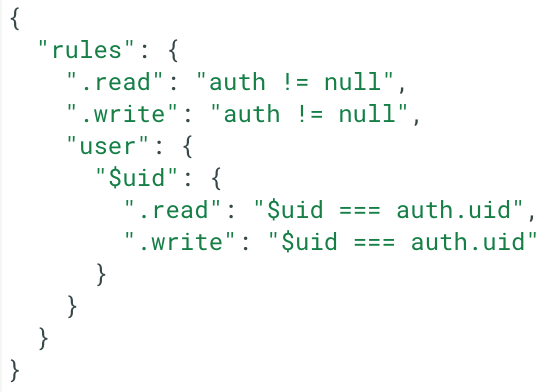 {
  "rules": {
    ".read": "auth != null",
    ".write": "auth != null",
    "user": {
      "$uid": {
        ".read": "$uid === auth.uid",
        ".write": "$uid === auth.uid"
      }
    }
  }
}